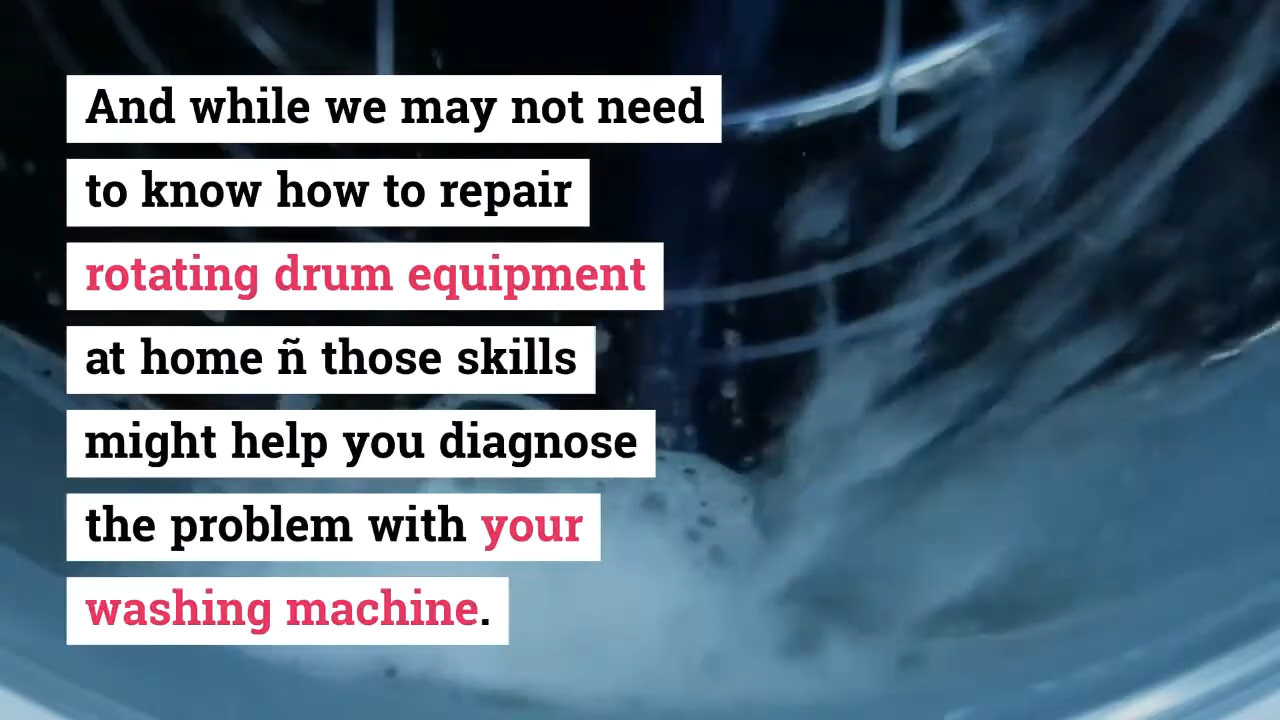 And while we may not need
to know how to repair
rotating drum equipment
at home ñ those skills
might help you diagnose
the problem with your
washing machine.